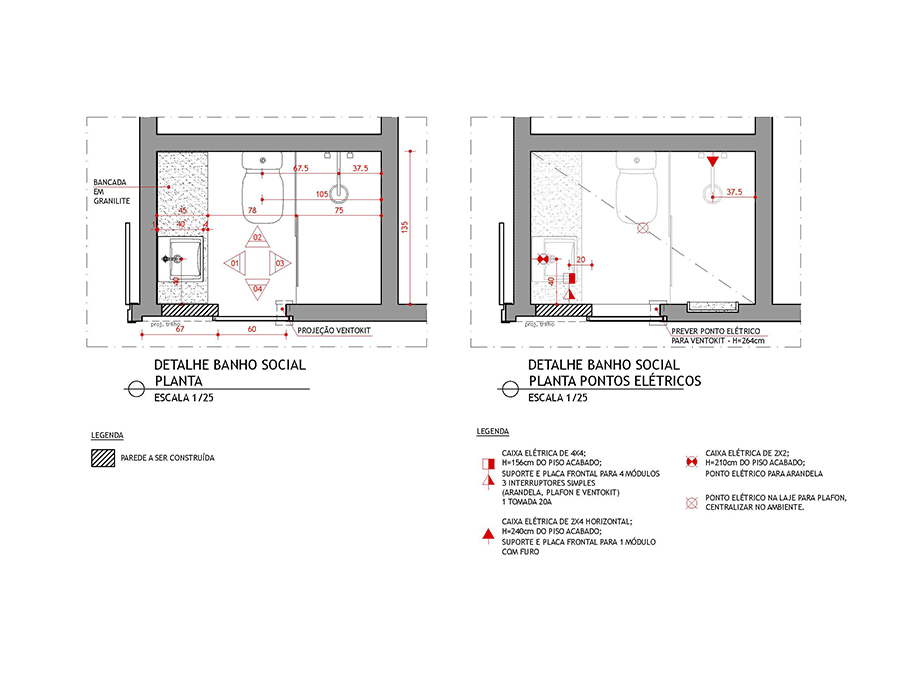 BANCADA
EM
GRANILITE
67.5
37.5
105
45
78
75
1
40
4
135
02
01
03
04
40
proj. trilho
PROJEÇÃO VENTOKIT
67
60
DETALHE BANHO SOCIAL
PLANTA
ESCALA 1/25
LEGENDA
PAREDE A SER CONSTRUÍDA
37.5
20
40
proj. trilho
PREVER PONTO ELÉTRICO
PARA VENTOKIT - H=264cm
DETALHE BANHO SOCIAL
PLANTA PONTOS ELÉTRICOS
ESCALA 1/25
LEGENDA
CAIXA ELÉTRICA DE 4X4;
H=156cm DO PISO ACABADO;
SUPORTE E PLACA FRONTAL PARA 4 MÓDULOS
3 INTERRUPTORES SIMPLES
(ARANDELA, PLAFON E VENTOKIT)
1 TOMADA 20A
CAIXA ELÉTRICA DE 2X4 HORIZONTAL;
H=240cm DO PISO ACABADO;
SUPORTE E PLACA FRONTAL PARA 1 MÓDULO
COM FURO
CAIXA ELÉTRICA DE 2X2;
H=210cm DO PISO ACABADO;
PONTO ELÉTRICO PARA ARANDELA
PONTO ELÉTRICO NA LAJE PARA PLAFON,
CENTRALIZAR NO AMBIENTE.